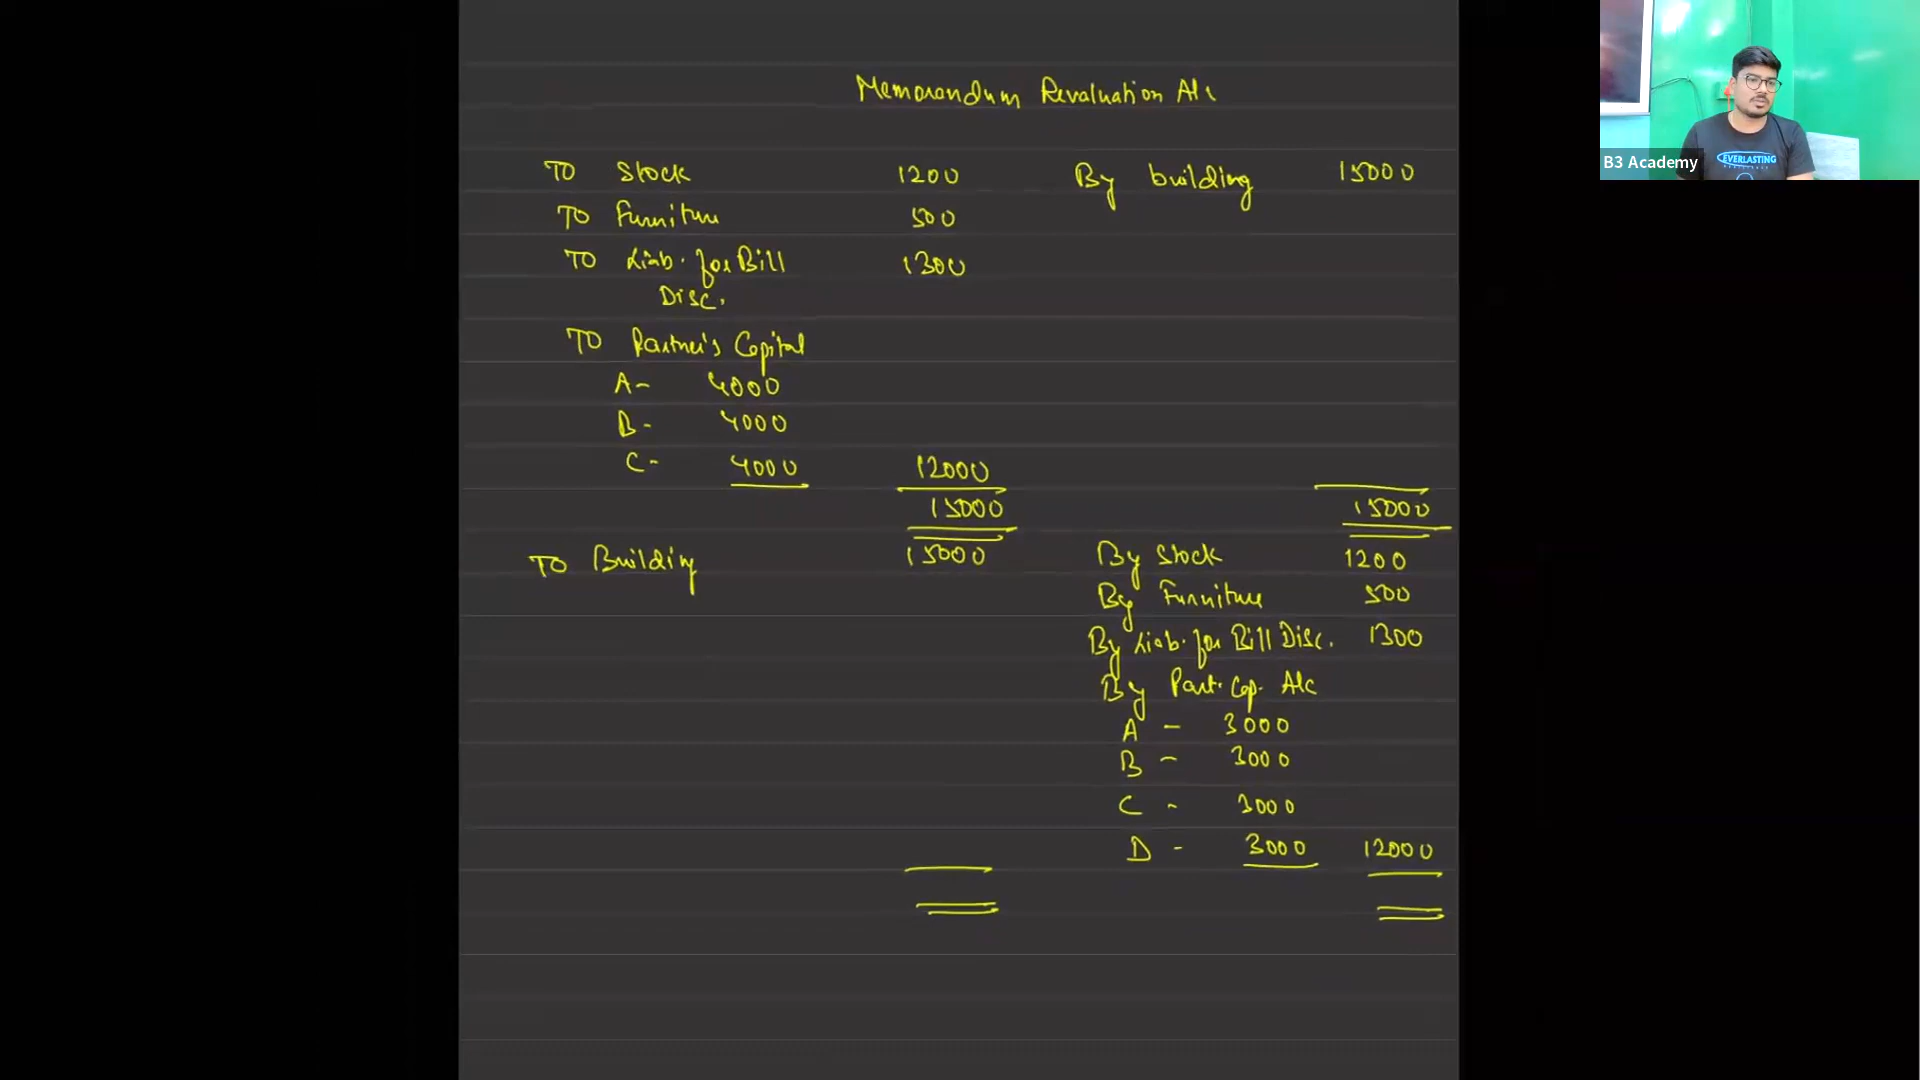 Memorandum Revaluation A/c
To Stock 1200 By building 15000
To Furniture 500
To Liab. for Bill 1300
Disc.
To Partner's Capital
A- 4000
B- 4000
C- 4000 12000
15000 15000
To Building 15000 By Stock 1200
By Furniture 500
By Liab. for Bill Disc. 1300
By Part. Cap. A/c
A - 3000
B - 3000
C - 3000
D - 3000 12000
B3 Academy
EVERLASTING